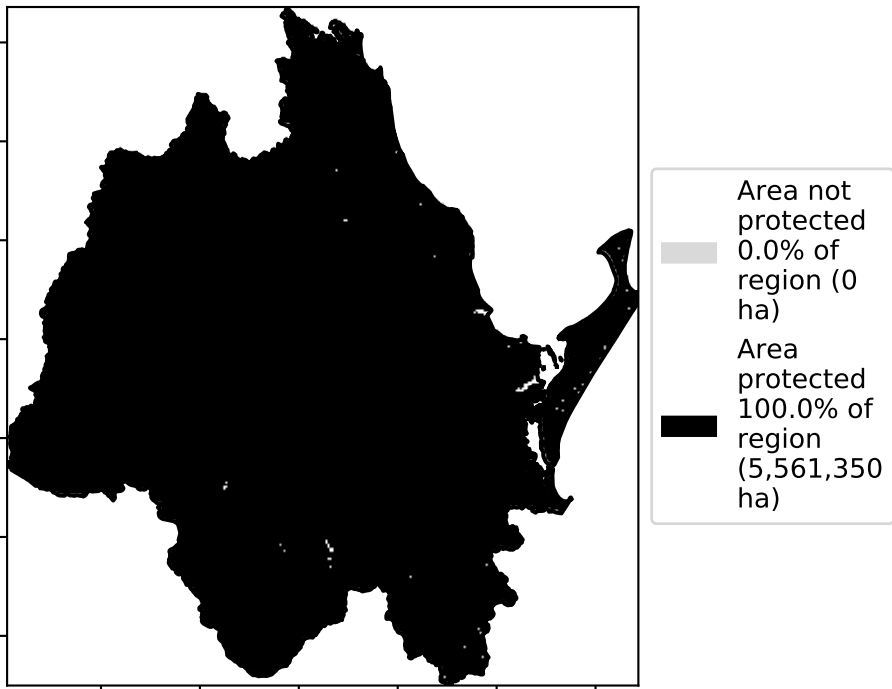 Area not
protected
0.0% of
region (0
ha)
Area
protected
100.0% of
region
(5,561,350
ha)